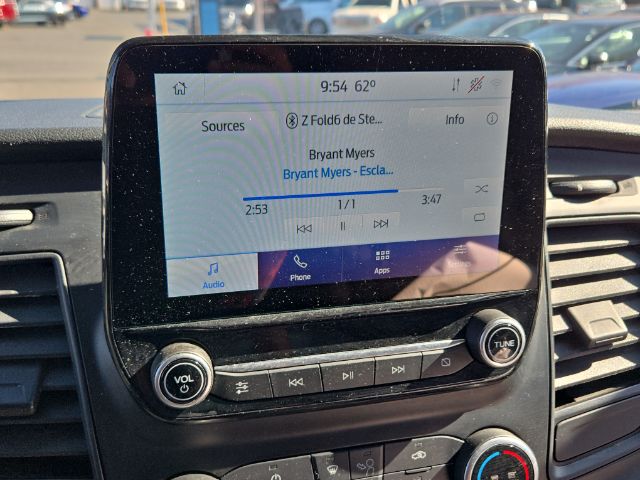 9:54 62°
Sources
Z Fold6 de Ste...
Info
Bryant Myers
Bryant Myers - Escla...
2:53
1/1
3:47
Audio
Phone
Apps
Settings
VOL
TUNE